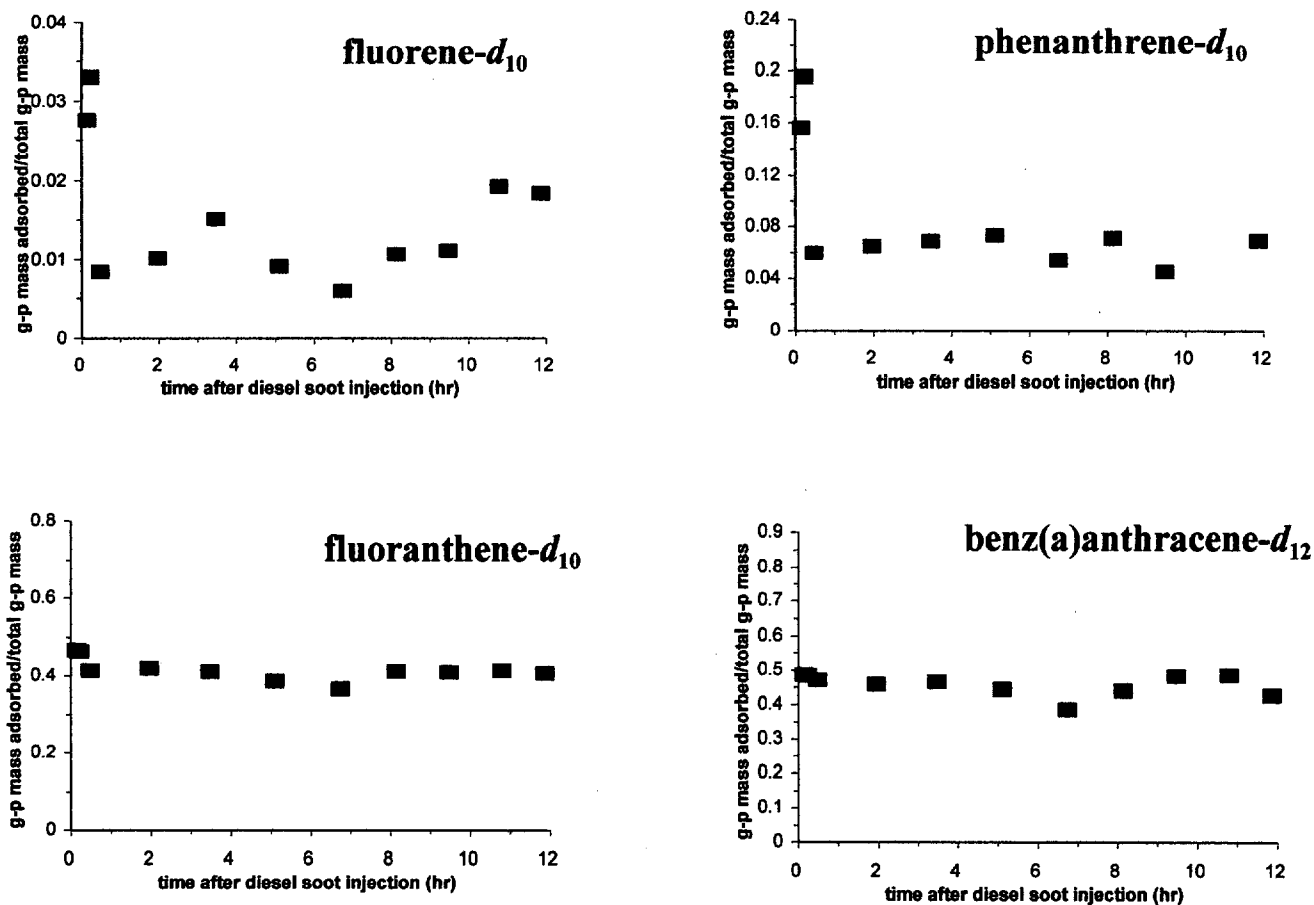 fluorene-d10
g-p mass adsorbed/total g-p mass
0.04
0.03
0.02
0.01
0
0 2 4 6 8 10 12
time after diesel soot injection (hr)
phenanthrene-d10
g-p mass adsorbed/total g-p mass
0.24
0.2
0.16
0.12
0.08
0.04
0
0 2 4 6 8 10 12
time after diesel soot injection (hr)
fluoranthene-d10
g-p mass adsorbed/total g-p mass
0.8
0.6
0.4
0.2
0
0 2 4 6 8 10 12
time after diesel soot injection (hr)
benz(a)anthracene-d12
g-p mass adsorbed/total g-p mass
0.9
0.8
0.7
0.6
0.5
0.4
0.3
0.2
0.1
0
0 2 4 6 8 10 12
time after diesel soot injection (hr)